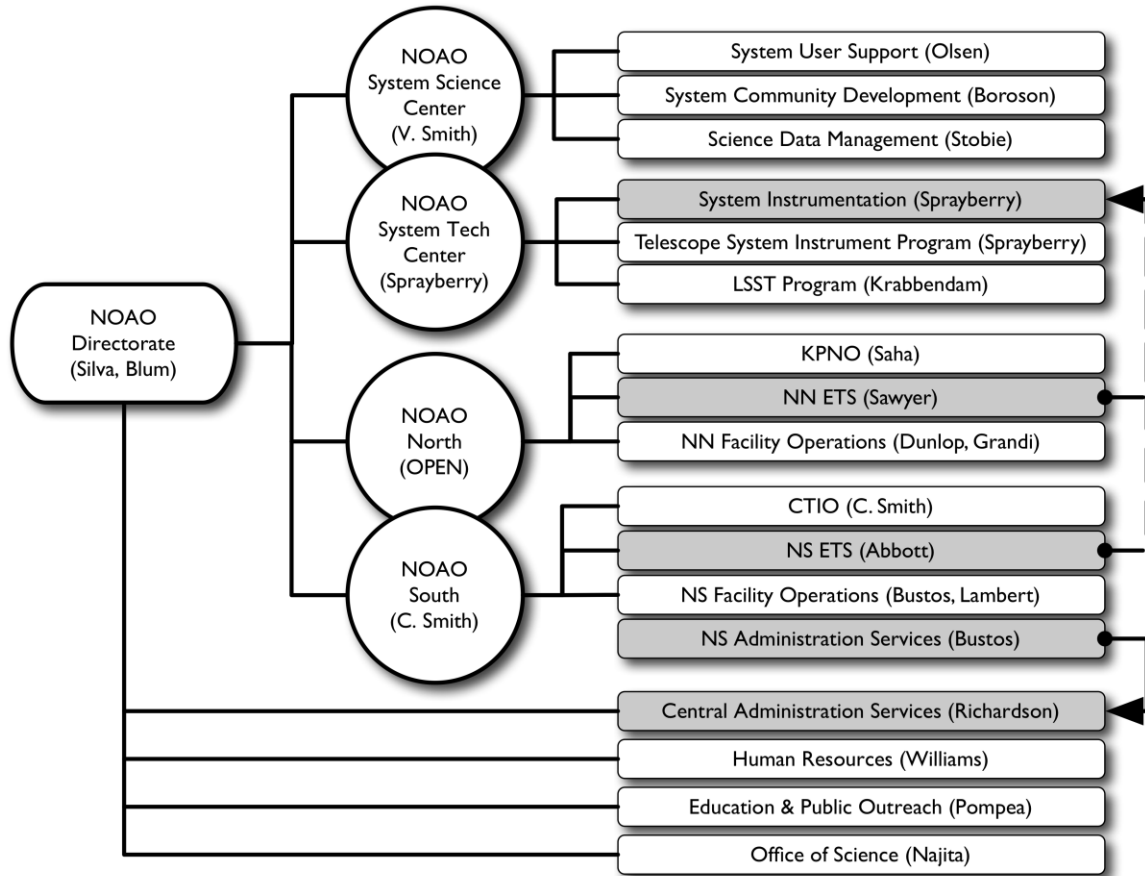 NOAO
System Science
Center
(V. Smith)
System User Support (Olsen)
System Community Development (Boroson)
Science Data Management (Stobie)
NOAO
System Tech
Center
(Sprayberry)
System Instrumentation (Sprayberry)
Telescope System Instrument Program (Sprayberry)
LSST Program (Krabbendam)
NOAO
Directorate
(Silva, Blum)
NOAO
North
(OPEN)
KPNO (Saha)
NN ETS (Sawyer)
NN Facility Operations (Dunlop, Grandi)
NOAO
South
(C. Smith)
CTIO (C. Smith)
NS ETS (Abbott)
NS Facility Operations (Bustos, Lambert)
NS Administration Services (Bustos)
Central Administration Services (Richardson)
Human Resources (Williams)
Education & Public Outreach (Pompea)
Office of Science (Najita)